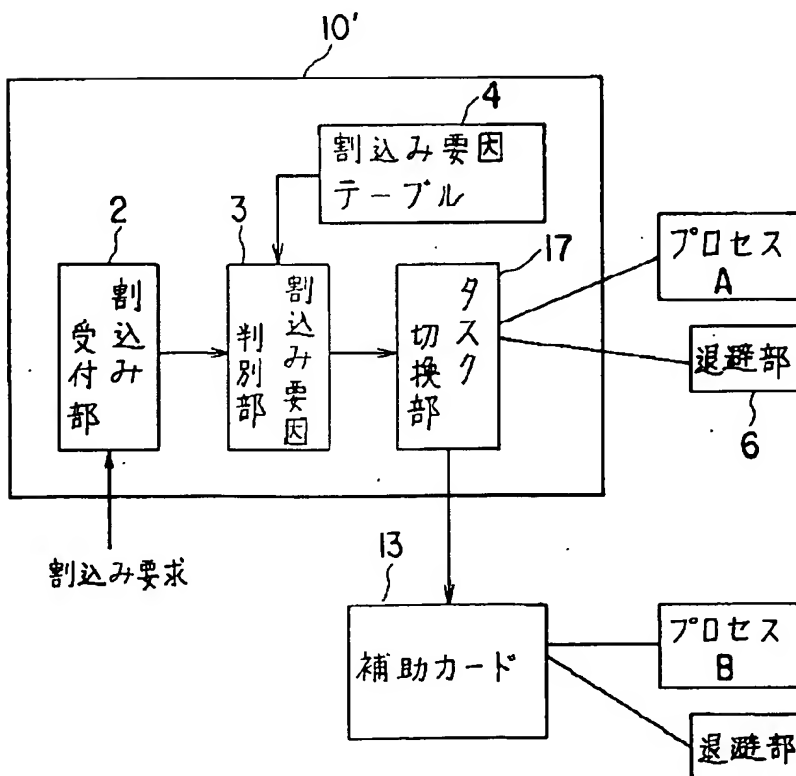 10'
4
割込み要因
テーブル
2
割込み
受付部
3
割込み要因
判別部
17
タスク
切換部
プロセス
A
退避部
6
割込み要求
13
補助カード
プロセス
B
退避部